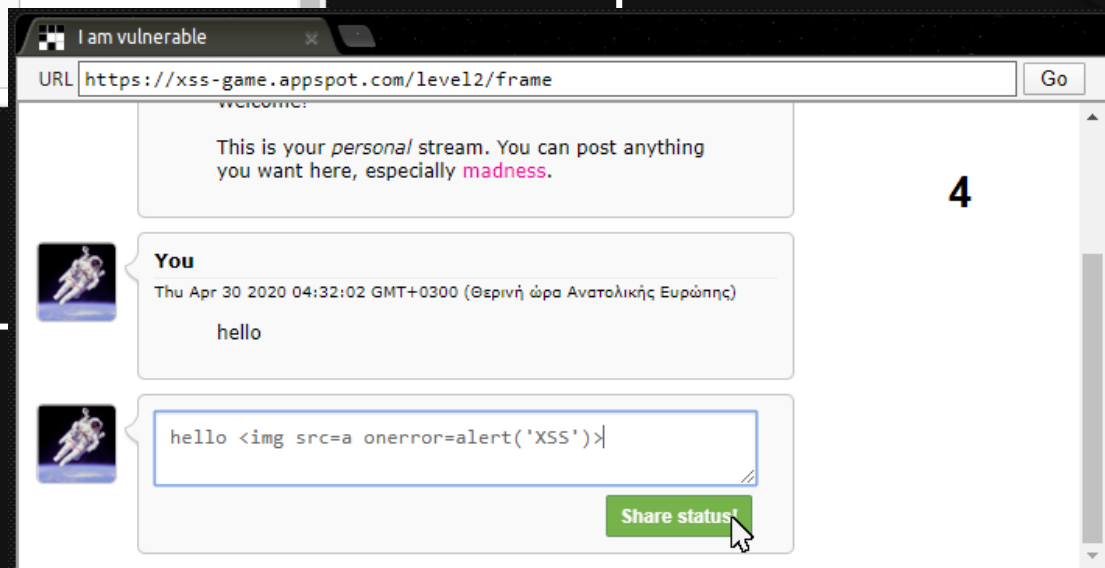 I am vulnerable
URL https://xss-game.appspot.com/level2/frame Go
Welcome!
This is your personal stream. You can post anything
you want here, especially madness.
4
You
Thu Apr 30 2020 04:32:02 GMT+0300 (Θερινή ώρα Ανατολικής Ευρώπης)
hello
hello <img src=a onerror=alert('XSS')>
Share status!